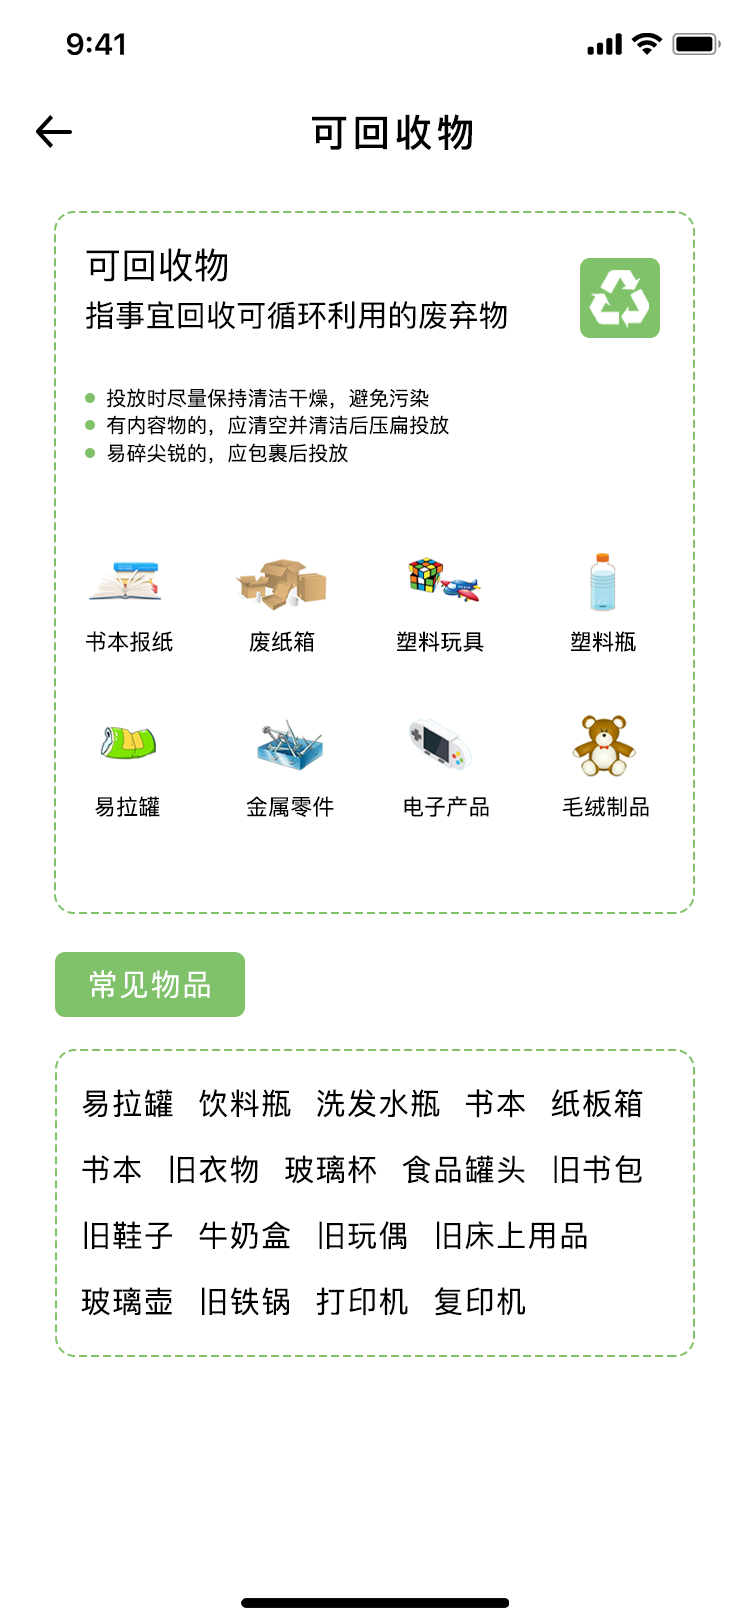 9:41
可回收物
可回收物
指事宜回收可循环利用的废弃物
投放时尽量保持清洁干燥，避免污染
有内容物的，应清空并清洁后压扁投放
易碎尖锐的，应包裹后投放
书本报纸 废纸箱 塑料玩具 塑料瓶
易拉罐 金属零件 电子产品 毛绒制品
常见物品
易拉罐 饮料瓶 洗发水瓶 书本 纸板箱
书本 旧衣物 玻璃杯 食品罐头 旧书包
旧鞋子 牛奶盒 旧玩偶 旧床上用品
玻璃壶 旧铁锅 打印机 复印机